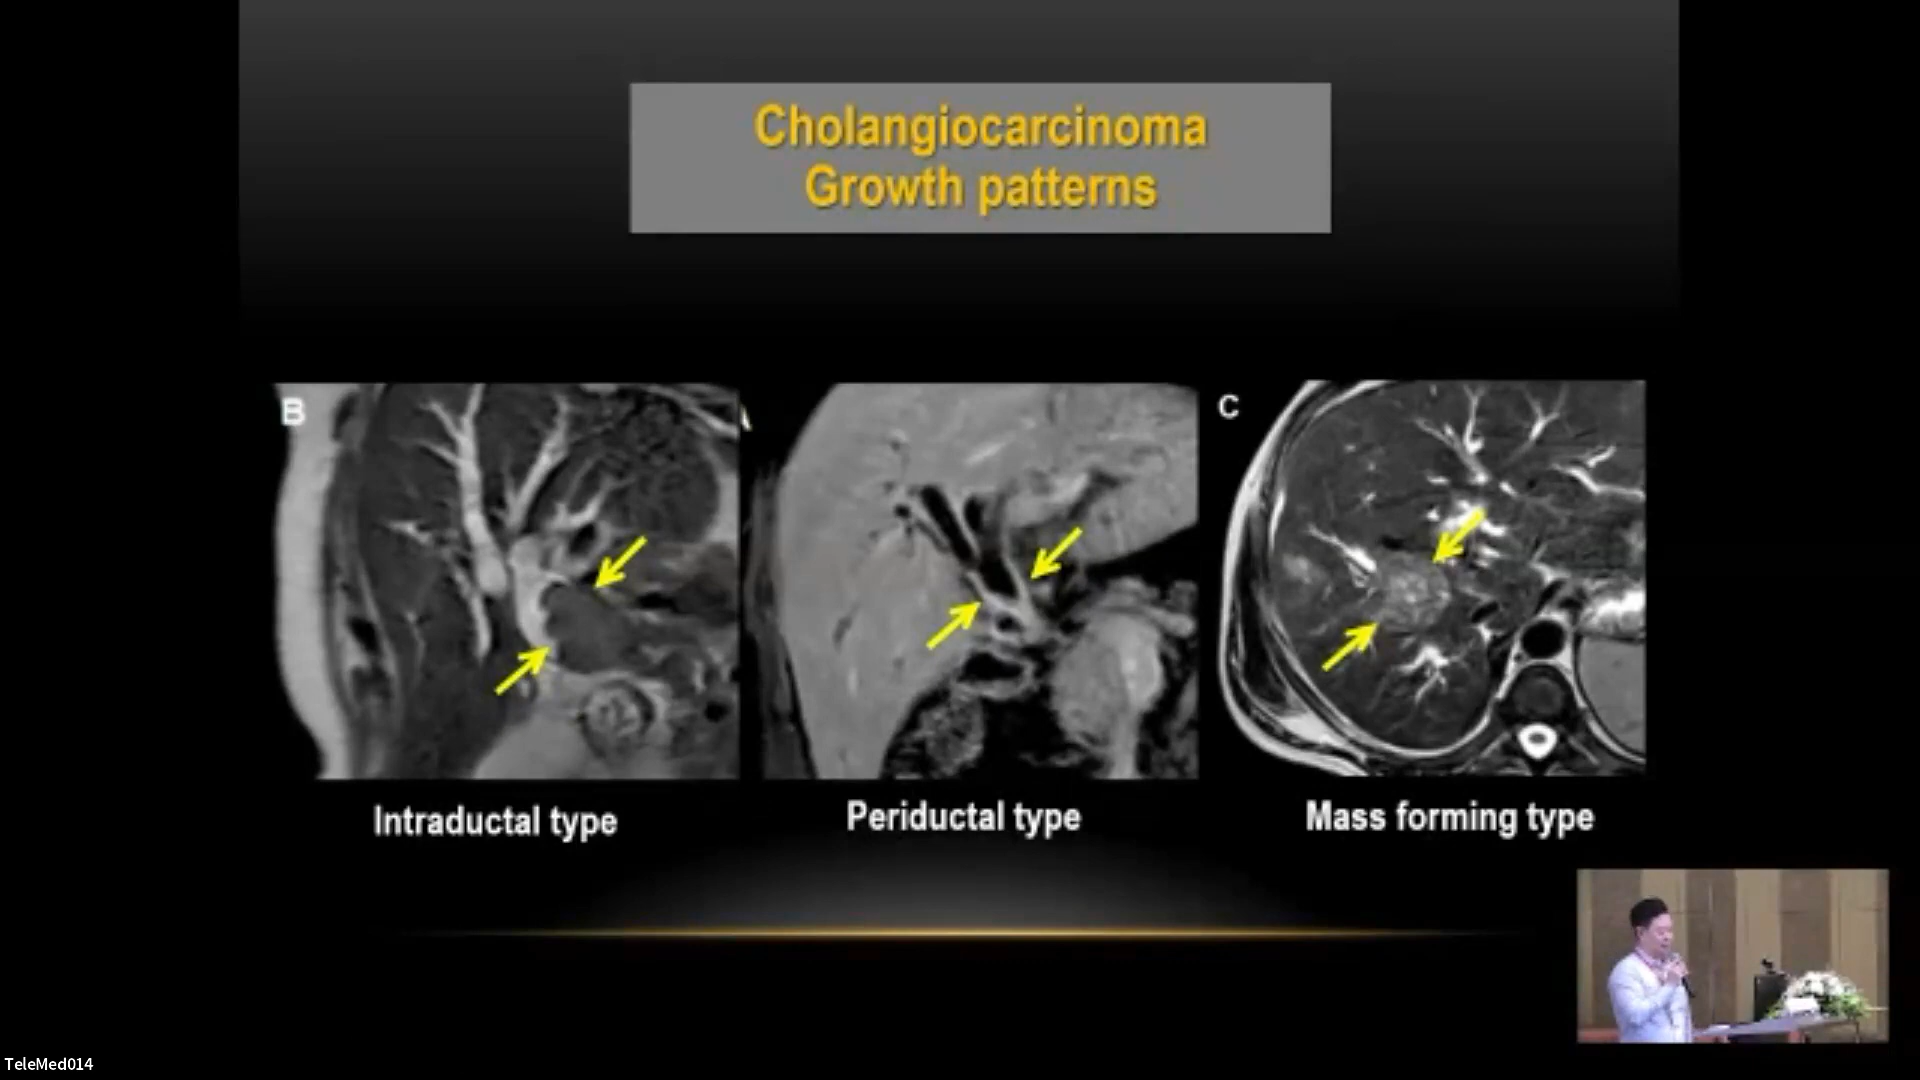 Cholangiocarcinoma
Growth patterns
B
C
Intraductal type
Periductal type
Mass forming type
TeleMed014